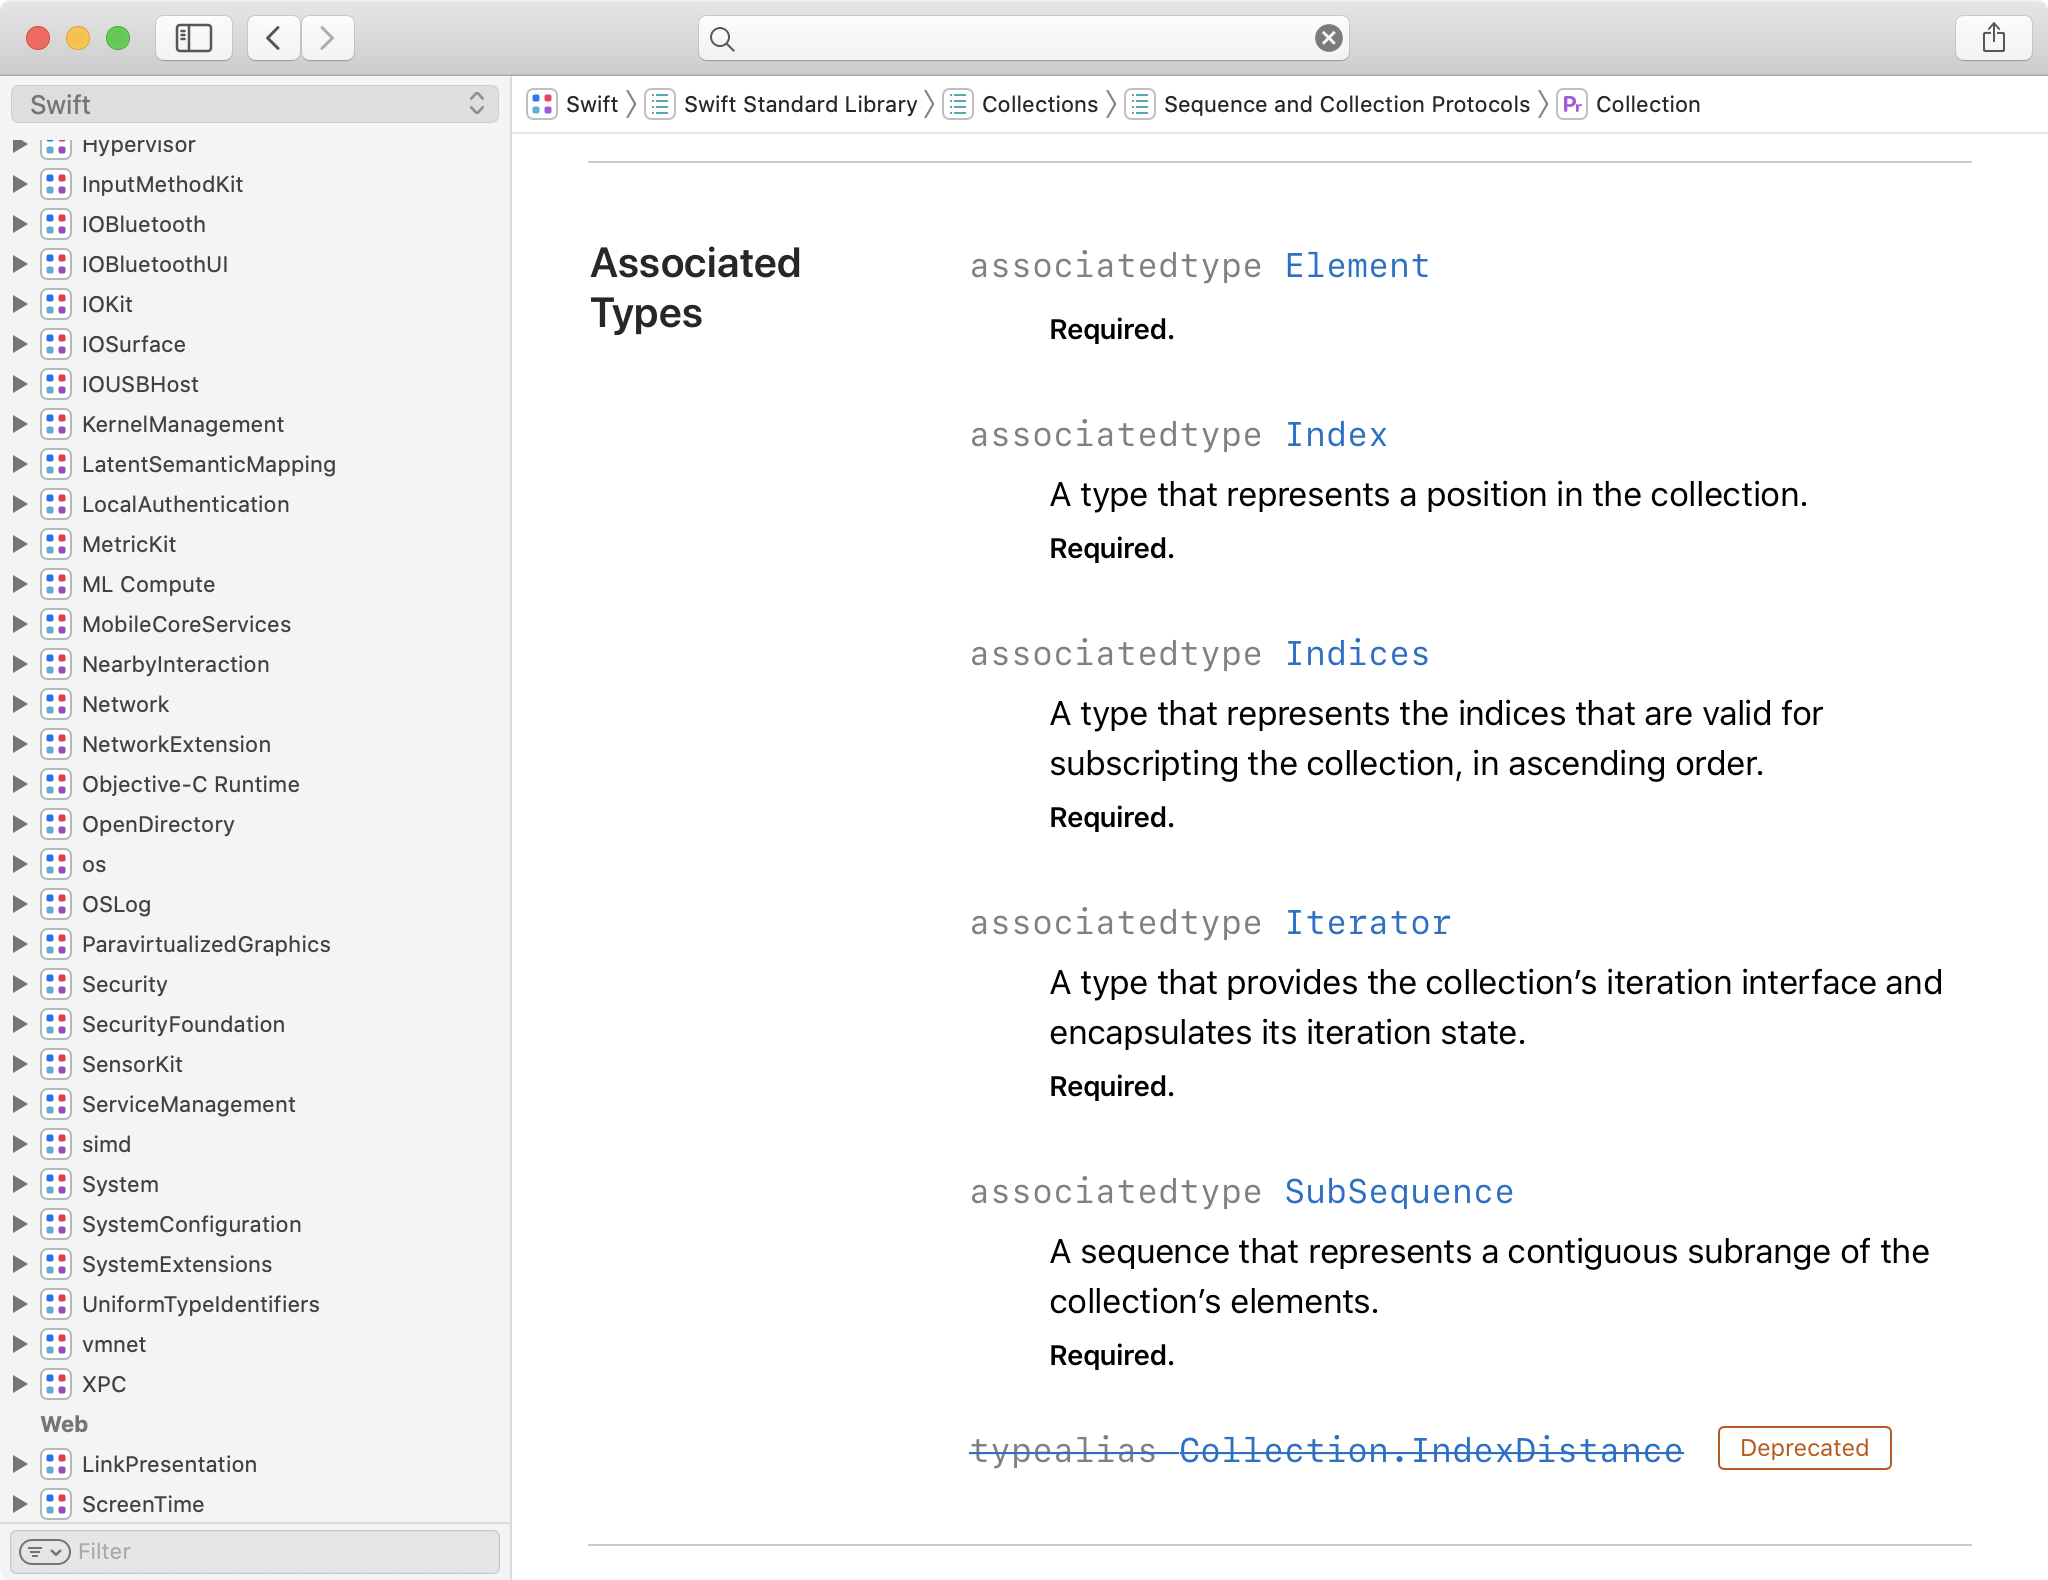 Swift
Swift
Swift Standard Library
Collections
Sequence and Collection Protocols
Pr
Collection
Hypervisor
InputMethodKit
IOBluetooth
IOBluetoothUI
IOKit
IOSurface
IOUSBHost
KernelManagement
LatentSemanticMapping
LocalAuthentication
MetricKit
ML Compute
MobileCoreServices
NearbyInteraction
Network
NetworkExtension
Objective-C Runtime
OpenDirectory
os
OSLog
ParavirtualizedGraphics
Security
SecurityFoundation
SensorKit
ServiceManagement
simd
System
SystemConfiguration
SystemExtensions
UniformTypeIdentifiers
vmnet
XPC
Web
LinkPresentation
ScreenTime
Filter
Associated
Types
associatedtype Element
Required.
associatedtype Index
A type that represents a position in the collection.
Required.
associatedtype Indices
A type that represents the indices that are valid for
subscripting the collection, in ascending order.
Required.
associatedtype Iterator
A type that provides the collection’s iteration interface and
encapsulates its iteration state.
Required.
associatedtype SubSequence
A sequence that represents a contiguous subrange of the
collection’s elements.
Required.
typealias Collection.IndexDistance
Deprecated